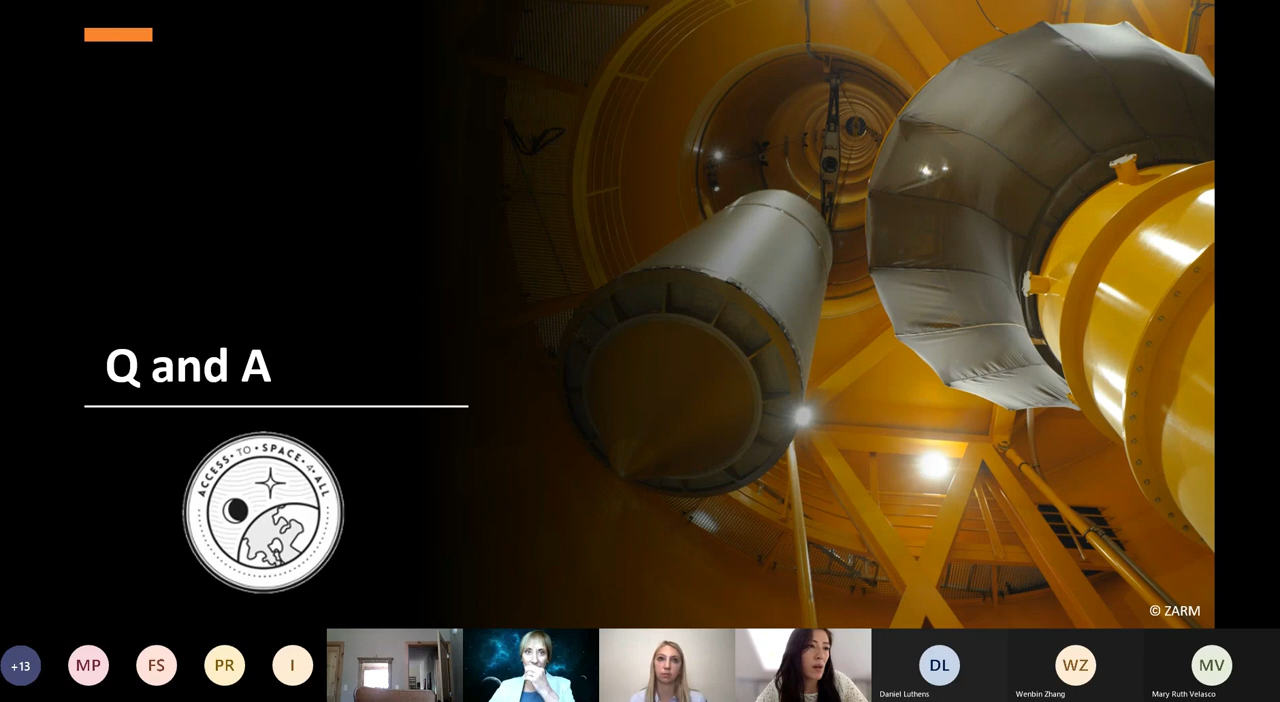 Q and A
ACCESS • TO • SPACE • 4 • ALL
© ZARM
+13
MP
FS
PR
I
DL
Daniel Luthens
WZ
Wenbin Zhang
MV
Mary Ruth Velasco